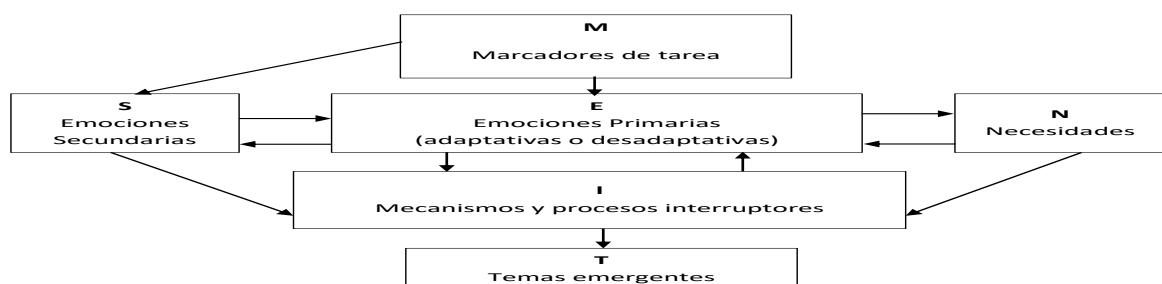 M
Marcadores de tarea
S
Emociones
Secundarias
E
Emociones Primarias
(adaptativas o desadaptativas)
N
Necesidades
I
Mecanismos y procesos interruptores
T
Temas emergentes